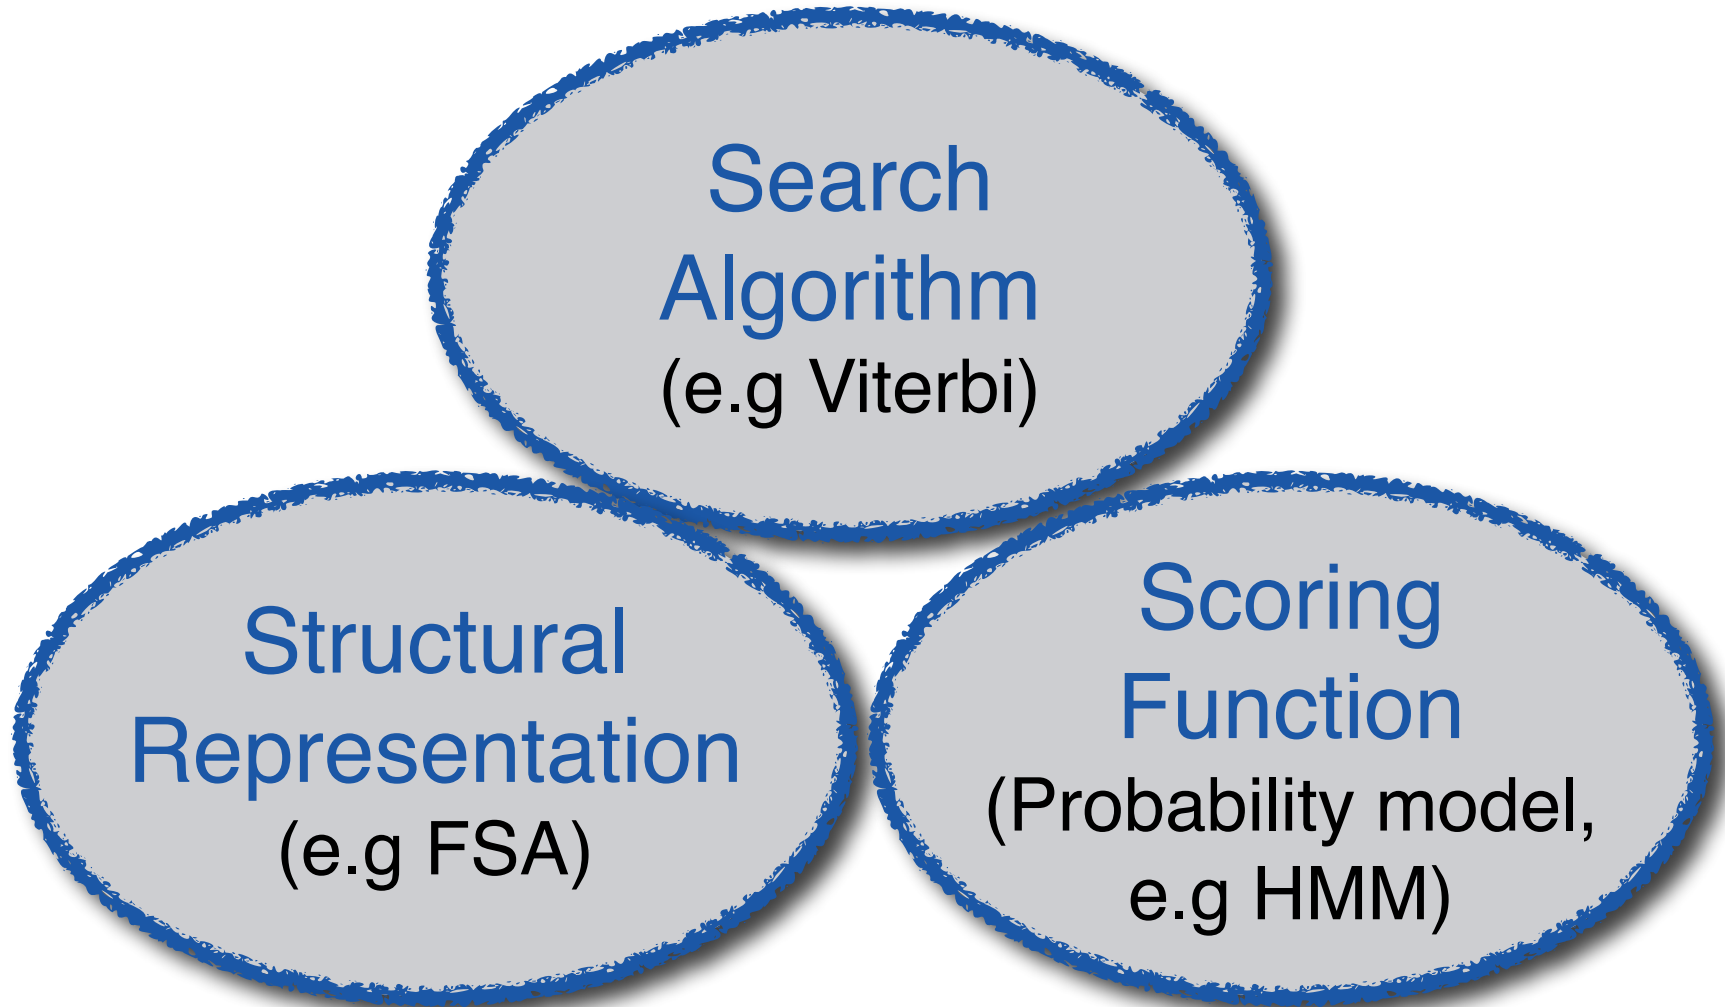 Search
Algorithm
(e.g Viterbi)
Structural
Representation
(e.g FSA)
Scoring
Function
(Probability model,
e.g HMM)